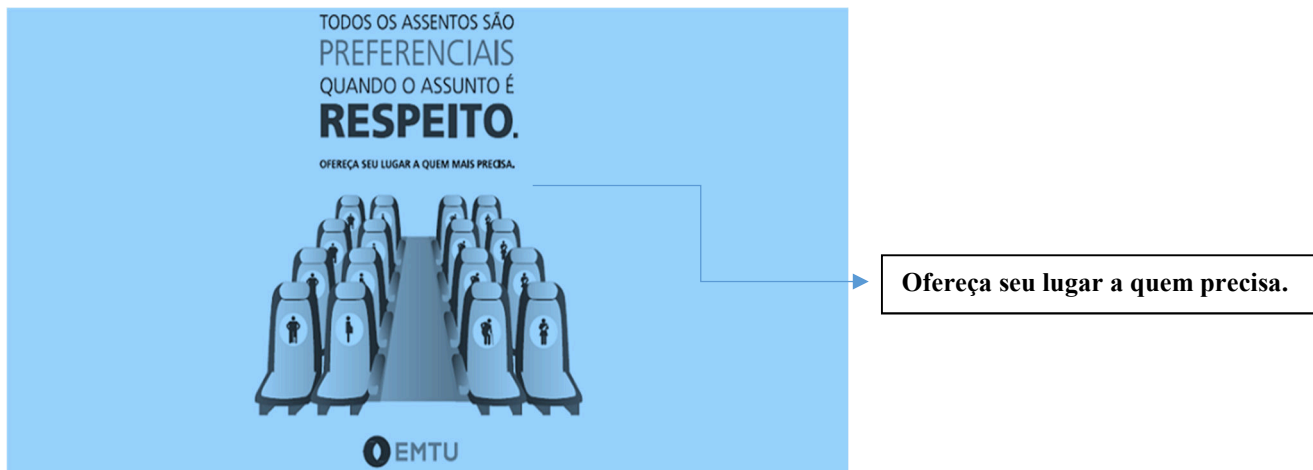 TODOS OS ASSENTOS SÃO
PREFERENCIAIS
QUANDO O ASSUNTO É
RESPEITO.
OFEREÇA SEU LUGAR A QUEM MAIS PRECISA.
Ofereça seu lugar a quem precisa.
EMTU